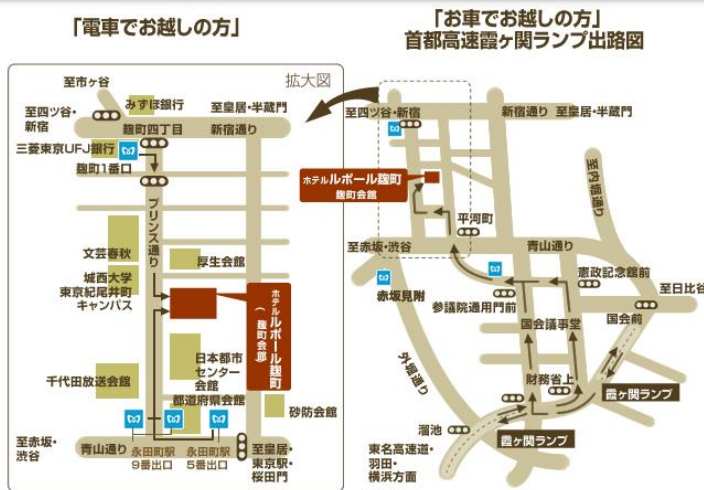 「電車でお越しの方」
「お車でお越しの方」
首都高速霞ヶ関ランプ出路図
拡大図
至市ヶ谷
みずほ銀行
至四ツ谷・
新宿
至皇居・半蔵門
麹町四丁目
新宿通り
三菱東京UFJ銀行
麹町1番口
プリンス通り
文芸春秋
厚生会館
城西大学
東京紀尾井町
キャンパス
ホテルルポール麹町
(麹町会館)
日本都市
センター
会館
千代田放送会館
都道府県会館
砂防会館
至赤坂・
渋谷
青山通り
永田町駅
9番出口
永田町駅
5番出口
至皇居・
東京駅・
桜田門
至四ツ谷・新宿
新宿通り
至皇居・半蔵門
ホテルルポール麹町
麹町会館
至内堀通り
平河町
至赤坂・渋谷
青山通り
赤坂見附
憲政記念館前
参議院通用門前
至日比谷
国会前
国会議事堂
外堀通り
財務省上
霞ヶ関ランプ
溜池
霞ヶ関ランプ
東名高速道・
羽田・
横浜方面